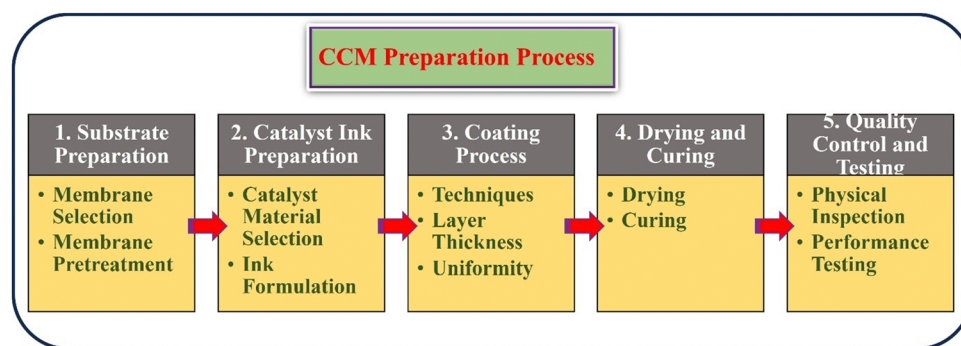 CCM Preparation Process
1. Substrate
Preparation
• Membrane
Selection
• Membrane
Pretreatment
2. Catalyst Ink
Preparation
• Catalyst
Material
Selection
• Ink
Formulation
3. Coating
Process
• Techniques
• Layer
Thickness
• Uniformity
4. Drying and
Curing
• Drying
• Curing
5. Quality
Control and
Testing
• Physical
Inspection
• Performance
Testing